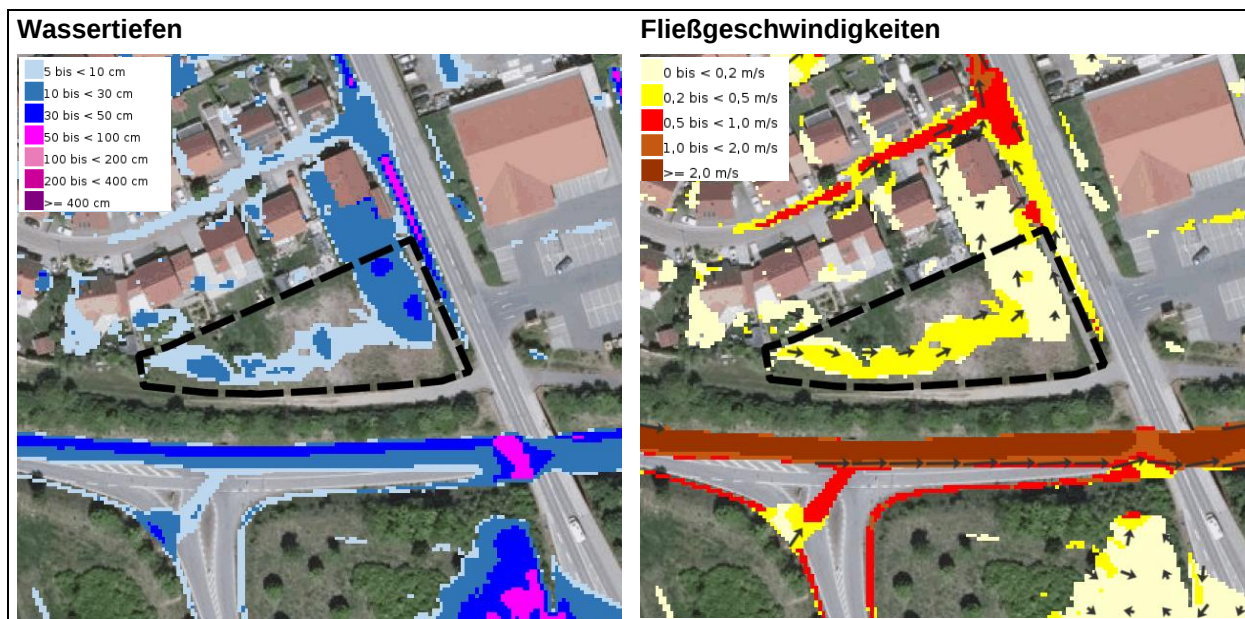 Wassertiefen
5 bis < 10 cm
10 bis < 30 cm
30 bis < 50 cm
50 bis < 100 cm
100 bis < 200 cm
200 bis < 400 cm
>= 400 cm
Fließgeschwindigkeiten
0 bis < 0,2 m/s
0,2 bis < 0,5 m/s
0,5 bis < 1,0 m/s
1,0 bis < 2,0 m/s
>= 2,0 m/s